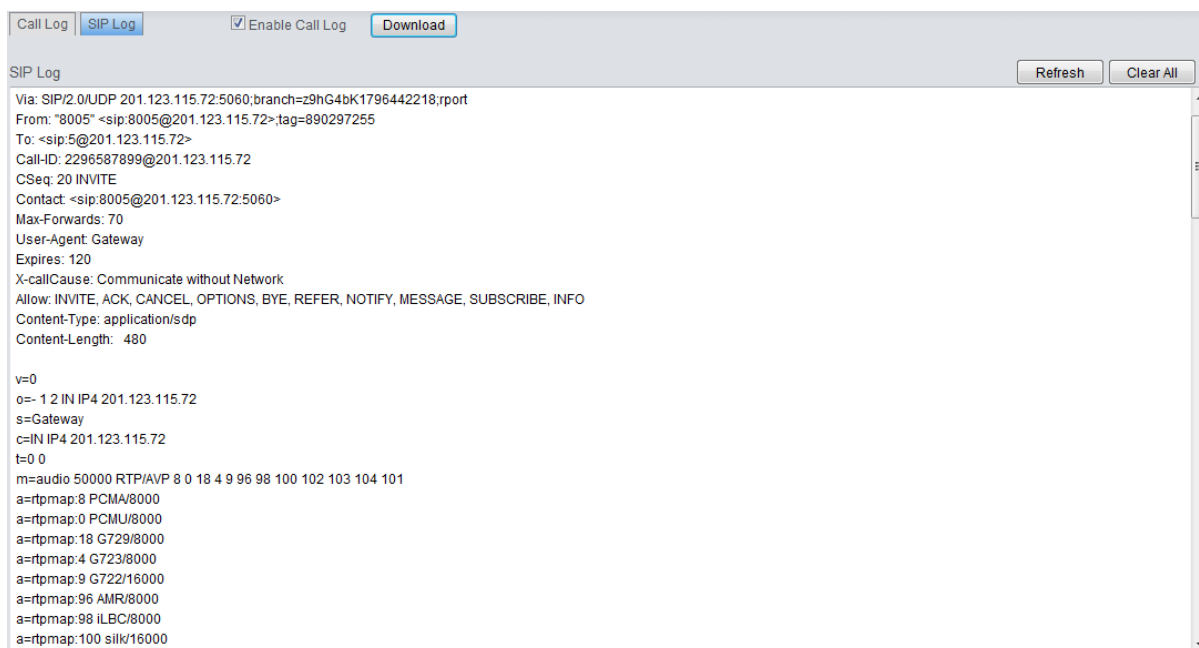 Call Log SIP Log Enable Call Log Download
SIP Log Refresh Clear All
Via: SIP/2.0/UDP 201.123.115.72:5060;branch=z9hG4bK1796442218;rport
From: "8005" <sip:8005@201.123.115.72>;tag=890297255
To: <sip:5@201.123.115.72>
Call-ID: 2296587899@201.123.115.72
CSeq: 20 INVITE
Contact: <sip:8005@201.123.115.72:5060>
Max-Forwards: 70
User-Agent: Gateway
Expires: 120
X-callCause: Communicate without Network
Allow: INVITE, ACK, CANCEL, OPTIONS, BYE, REFER, NOTIFY, MESSAGE, SUBSCRIBE, INFO
Content-Type: application/sdp
Content-Length:   480
v=0
o=- 1 2 IN IP4 201.123.115.72
s=Gateway
c=IN IP4 201.123.115.72
t=0 0
m=audio 50000 RTP/AVP 8 0 18 4 9 96 98 100 102 103 104 101
a=rtpmap:8 PCMA/8000
a=rtpmap:0 PCMU/8000
a=rtpmap:18 G729/8000
a=rtpmap:4 G723/8000
a=rtpmap:9 G722/16000
a=rtpmap:96 AMR/8000
a=rtpmap:98 iLBC/8000
a=rtpmap:100 silk/16000